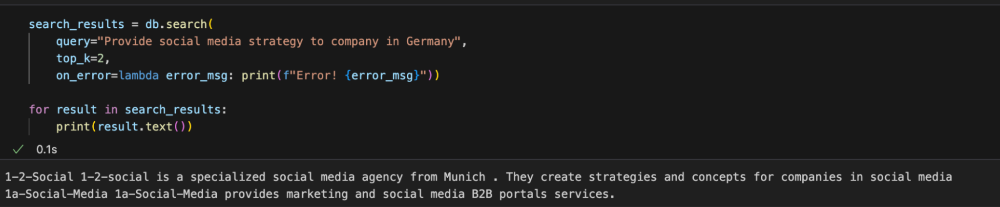 search_results = db.search(
    query="Provide social media strategy to company in Germany",
    top_k=2,
    on_error=lambda error_msg: print(f"Error! {error_msg}"))
for result in search_results:
    print(result.text())
✓ 0.1s
1-2-Social 1-2-social is a specialized social media agency from Munich . They create strategies and concepts for companies in social media
1a-Social-Media 1a-Social-Media provides marketing and social media B2B portals services.